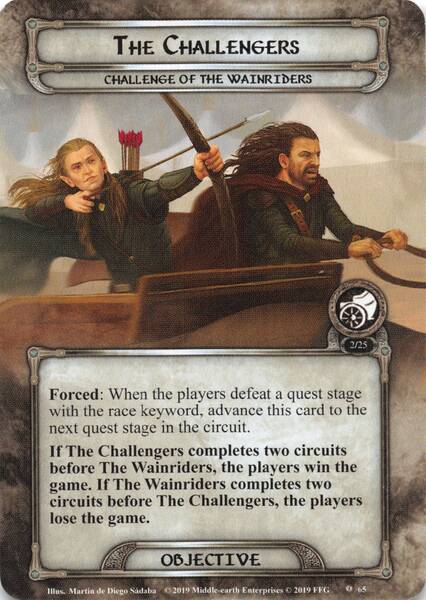 The Challengers
Challenge of the Wainriders
2/25
Forced: When the players defeat a quest stage
with the race keyword, advance this card to the
next quest stage in the circuit.
If The Challengers completes two circuits
before The Wainriders, the players win the
game. If The Wainriders completes two
circuits before The Challengers, the players
lose the game.
Objective
Illus. Martin de Diego Sádaba © 2019 Middle-earth Enterprises © 2019 FFG 65